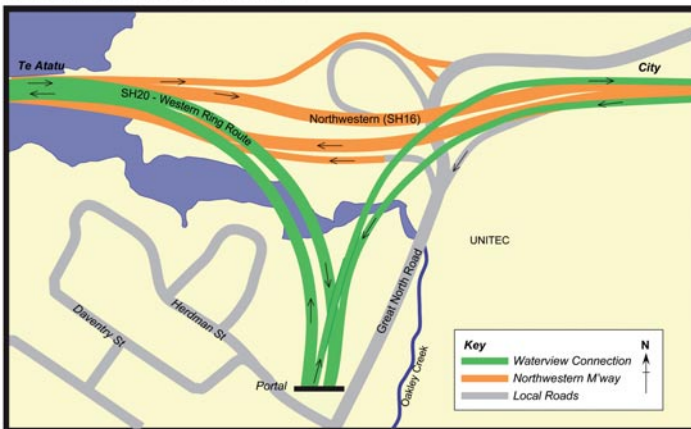 Te Atatu
City
SH20 - Western Ring Route
Northwestern (SH16)
UNITEC
Great North Road
Herdman St
Daventry St
Portal
Oakley Creek
Key
N
Waterview Connection
Northwestern M'way
Local Roads